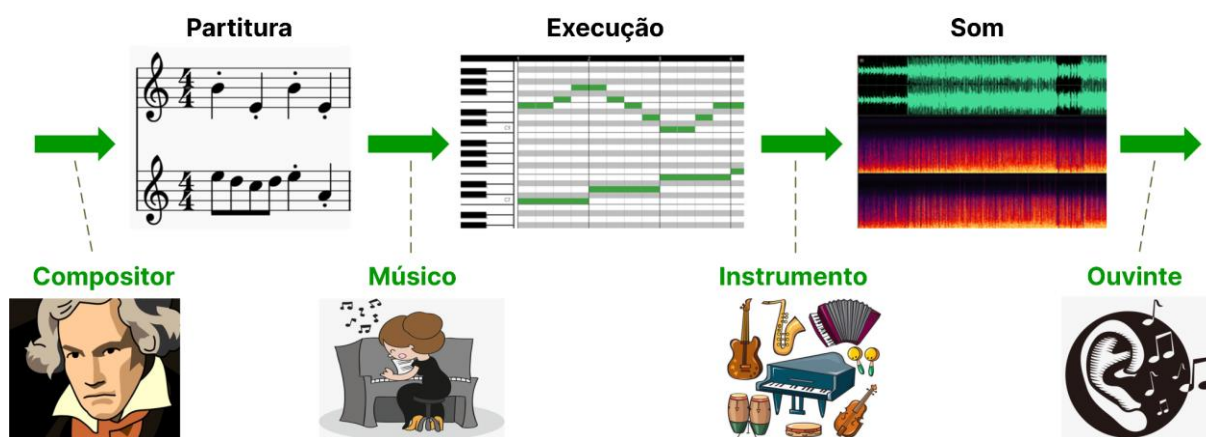 Partitura
Execução
Som
Compositor
Músico
Instrumento
Ouvinte